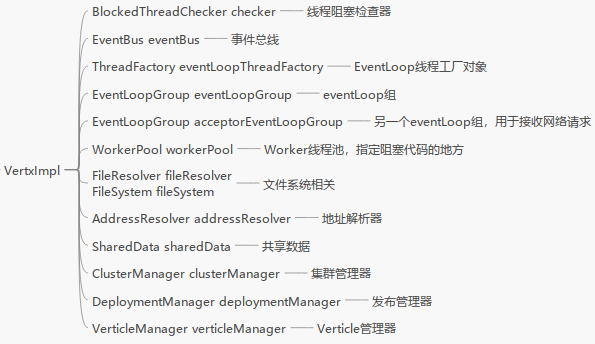 BlockedThreadChecker checker 线程阻塞检查器
EventBus eventBus 事件总线
ThreadFactory eventLoopThreadFactory EventLoop线程工厂对象
EventLoopGroup eventLoopGroup eventLoop组
EventLoopGroup acceptorEventLoopGroup 另一个eventLoop组，用于接收网络请求
WorkerPool workerPool Worker线程池，指定阻塞代码的地方
VertxImpl
FileResolver fileResolver
FileSystem fileSystem
文件系统相关
AddressResolver addressResolver 地址解析器
SharedData sharedData 共享数据
ClusterManager clusterManager 集群管理器
DeploymentManager deploymentManager 发布管理器
VerticleManager verticleManager Verticle管理器